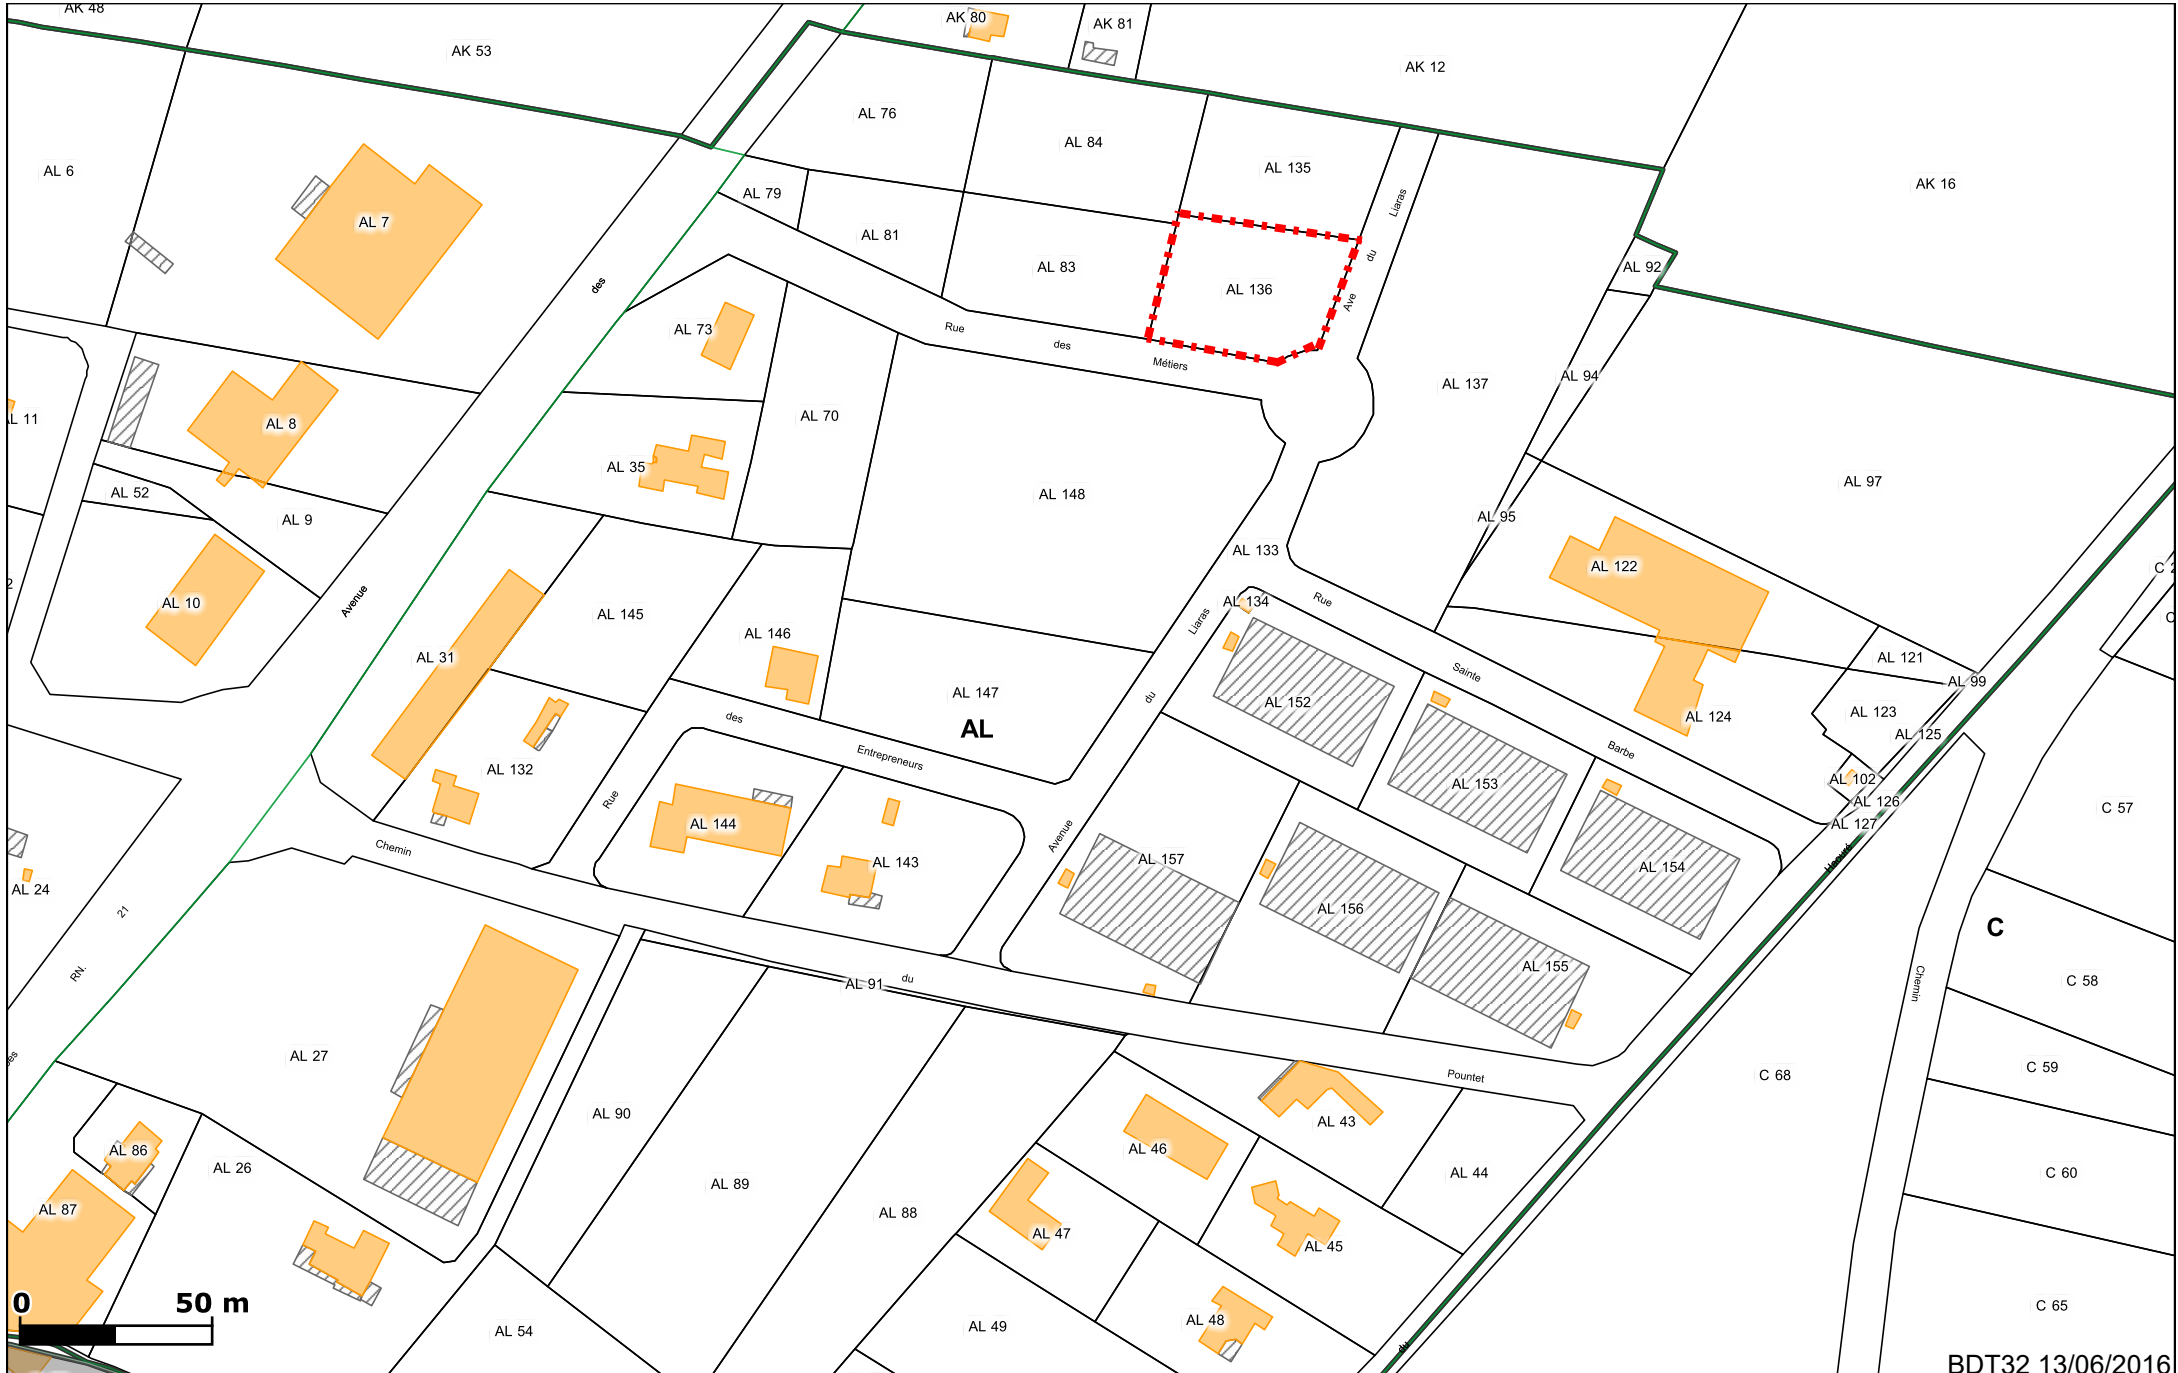 AK 48
AK 53
AK 80
AK 81
AK 12
AK 16
AL 76
AL 84
AL 135
AL 6
AL 7
AL 79
AL 81
AL 83
AL 136
Liaras
du
Ave
AL 92
des
AL 73
Rue
des
Métiers
AL 94
AL 137
AL 8
AL 70
AL 35
AL 148
AL 97
AL 52
AL 9
AL 95
AL 133
AL 122
AL 10
Avenue
AL 145
AL 146
AL 134
Rue
Liaras
AL 31
AL 121
Sainte
AL 99
AL 147
du
AL 152
AL
des
AL 124
AL 123
AL 125
Barbe
Entrepreneurs
AL 132
AL 153
AL 102
Rue
AL 126
C 57
AL 144
AL 127
Avenue
Chemin
AL 143
AL 157
AL 154
AL 24
21
AL 156
C
RN.
du
AL 91
AL 155
Chemin
C 58
AL 27
C 59
Pountet
C 68
AL 90
AL 43
AL 46
AL 86
AL 26
AL 44
C 60
AL 89
AL 87
AL 88
AL 47
AL 45
0 50 m
C 65
AL 48
AL 54
AL 49
du
BDT32 13/06/2016